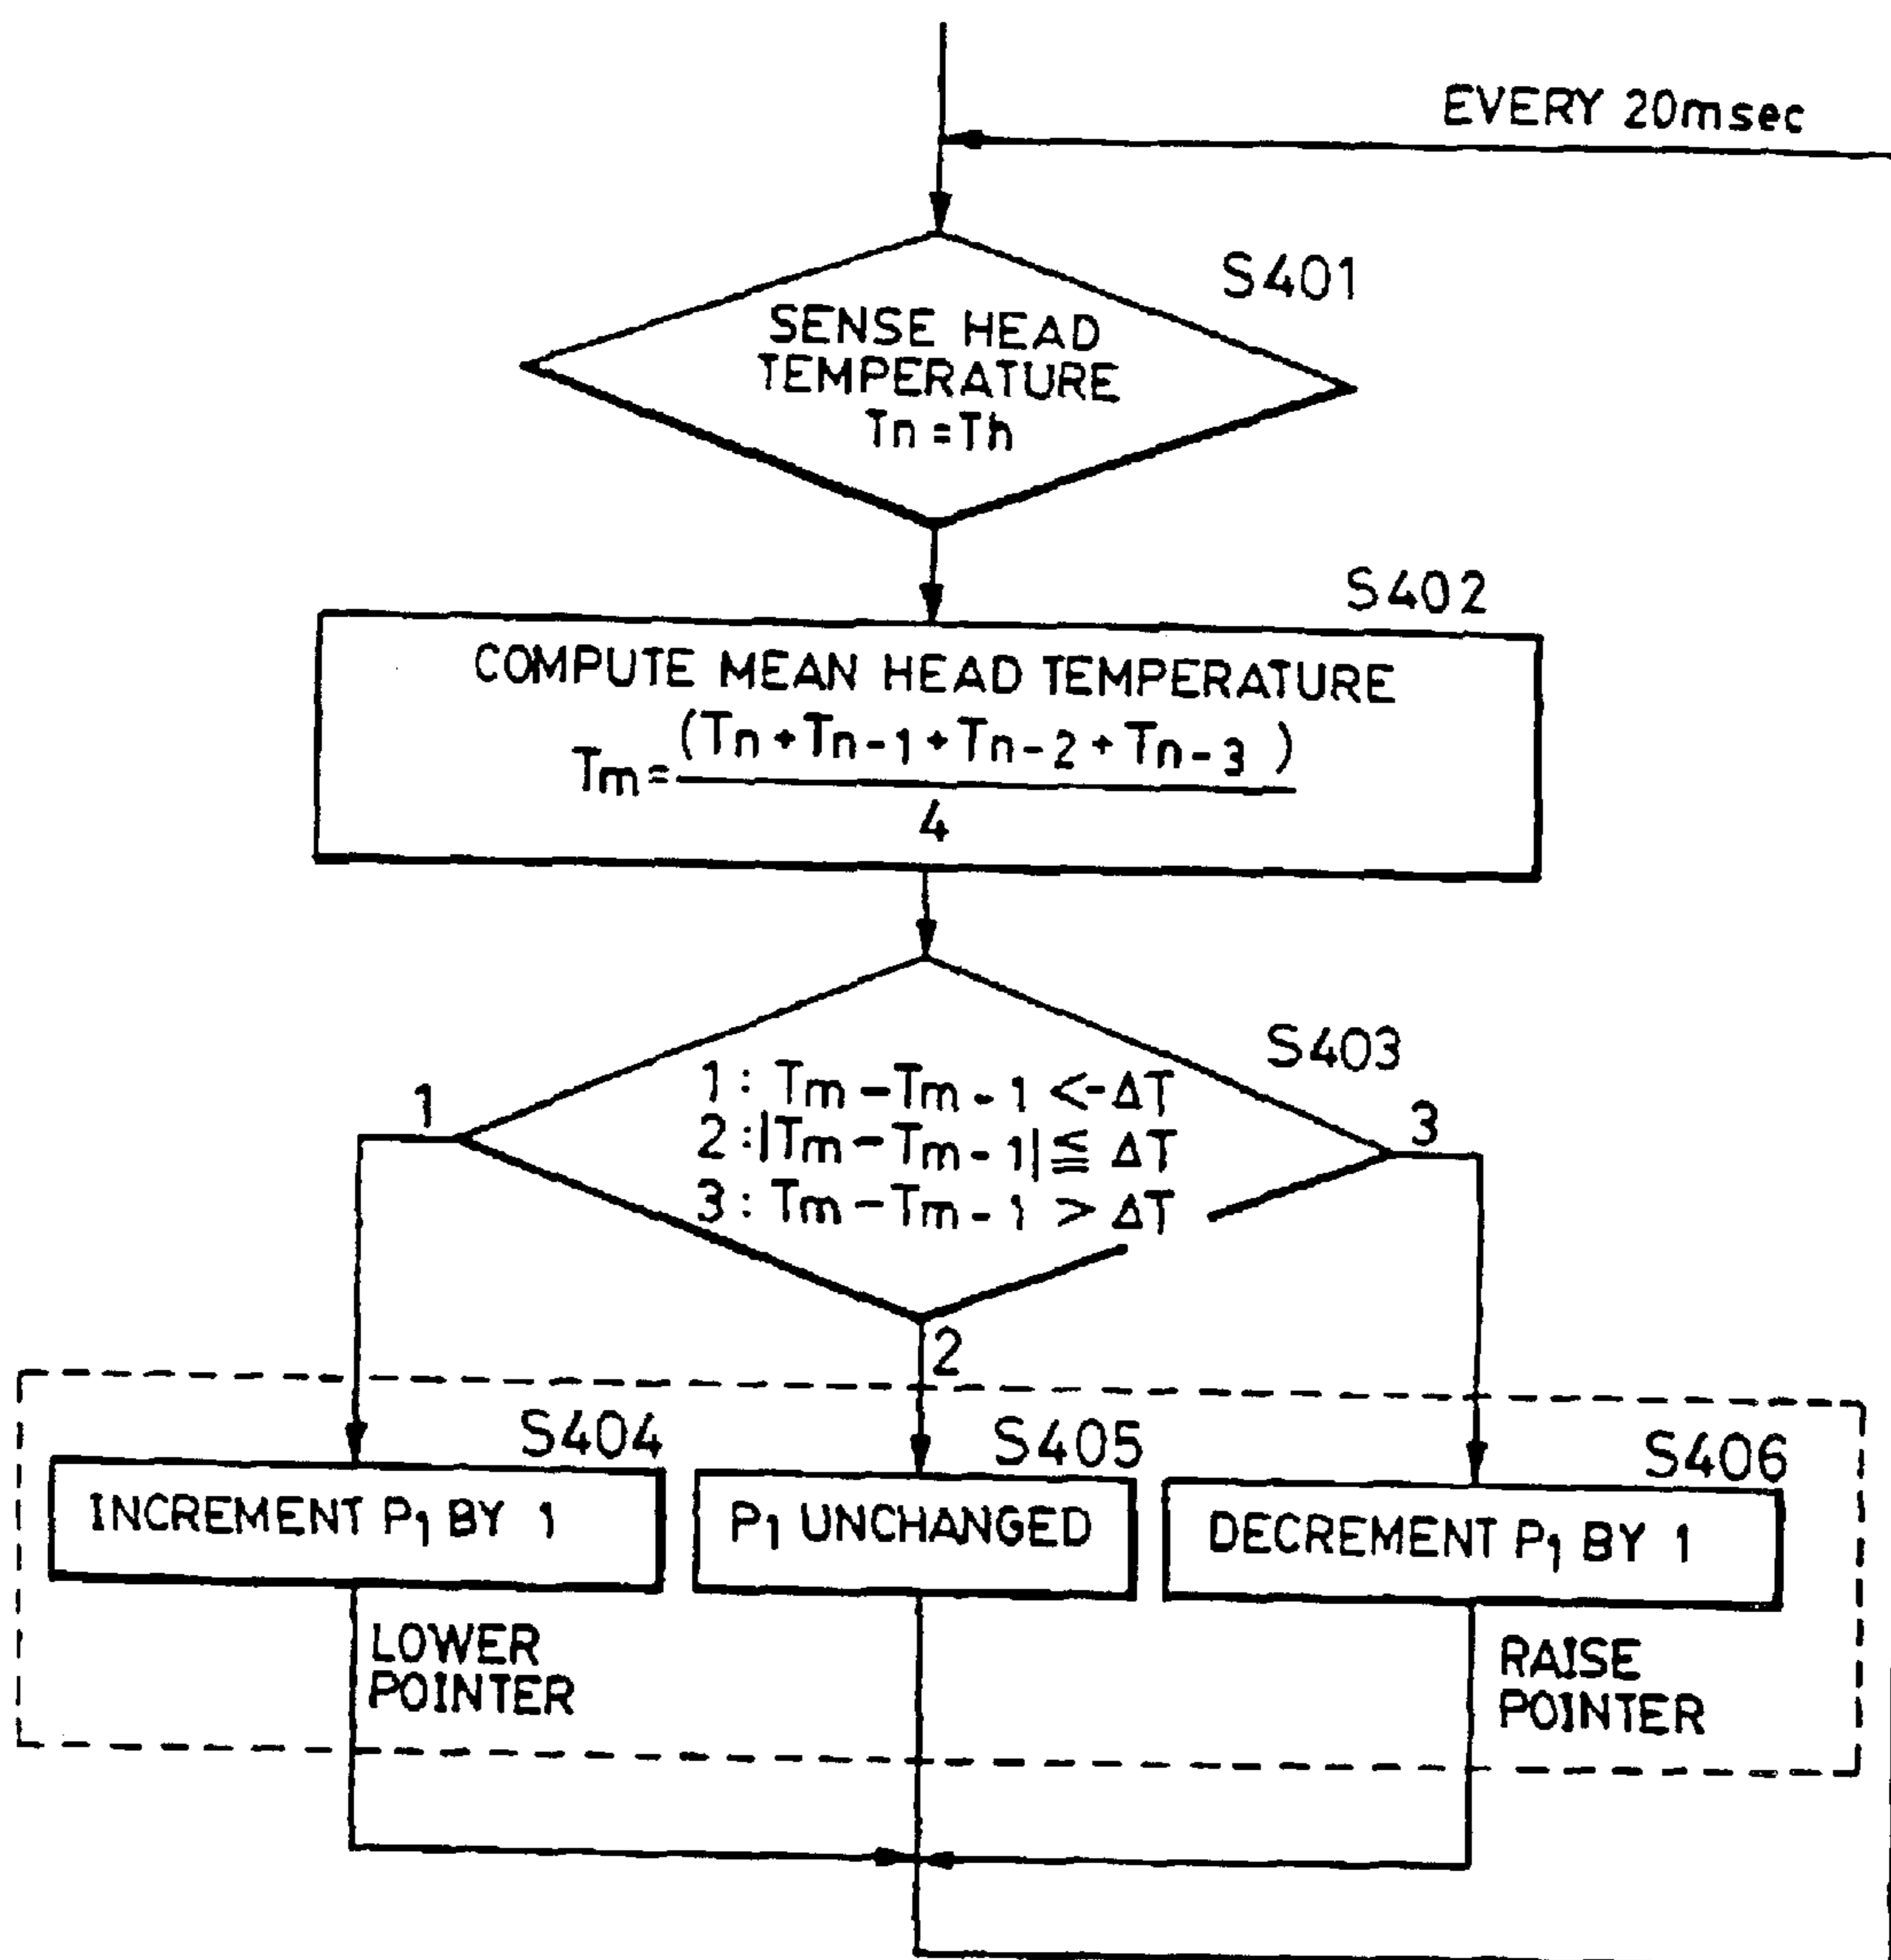 EVERY 20msec
S401
SENSE HEAD
TEMPERATURE
Tn = Th
S402
COMPUTE MEAN HEAD TEMPERATURE
Tm = (Tn + Tn-1 + Tn-2 + Tn-3 )
4
S403
1 : Tm - Tm-1 < -ΔT
2 : |Tm - Tm-1| ≦ ΔT
3 : Tm - Tm-1 > ΔT
1
3
2
S404
S405
S406
INCREMENT P1 BY 1
P1 UNCHANGED
DECREMENT P1 BY 1
LOWER
POINTER
RAISE
POINTER